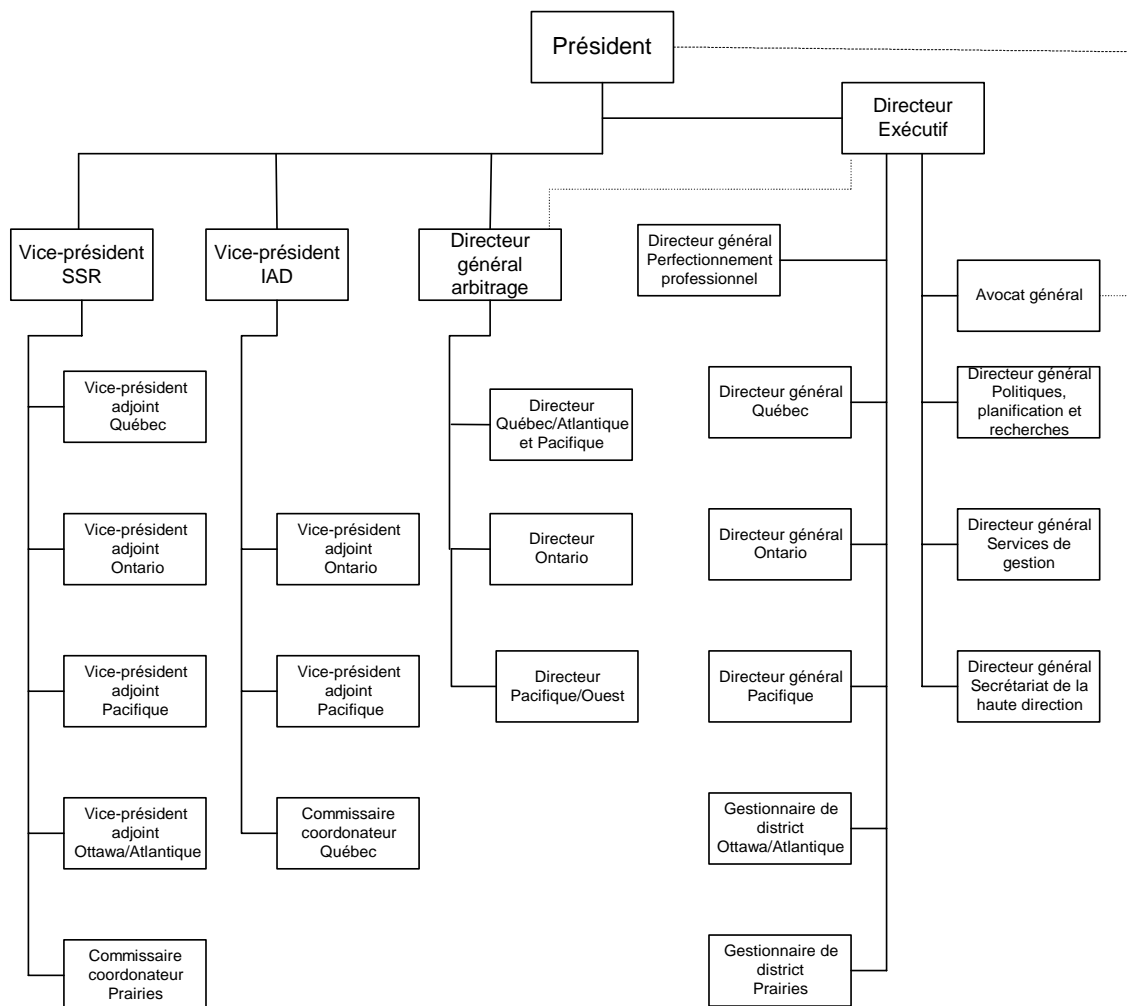 Président
Directeur
Exécutif
Vice-président
SSR
Vice-président
IAD
Directeur
général
arbitrage
Directeur général
Perfectionnement
professionnel
Avocat général
Vice-président
adjoint
Québec
Directeur
Québec/Atlantique
et Pacifique
Directeur général
Québec
Directeur général
Politiques,
planification et
recherches
Vice-président
adjoint
Ontario
Vice-président
adjoint
Ontario
Directeur
Ontario
Directeur général
Ontario
Directeur général
Services de
gestion
Vice-président
adjoint
Pacifique
Vice-président
adjoint
Pacifique
Directeur
Pacifique/Ouest
Directeur général
Pacifique
Directeur général
Secrétariat de la
haute direction
Vice-président
adjoint
Ottawa/Atlantique
Commissaire
coordonateur
Québec
Gestionnaire de
district
Ottawa/Atlantique
Commissaire
coordonateur
Prairies
Gestionnaire de
district
Prairies